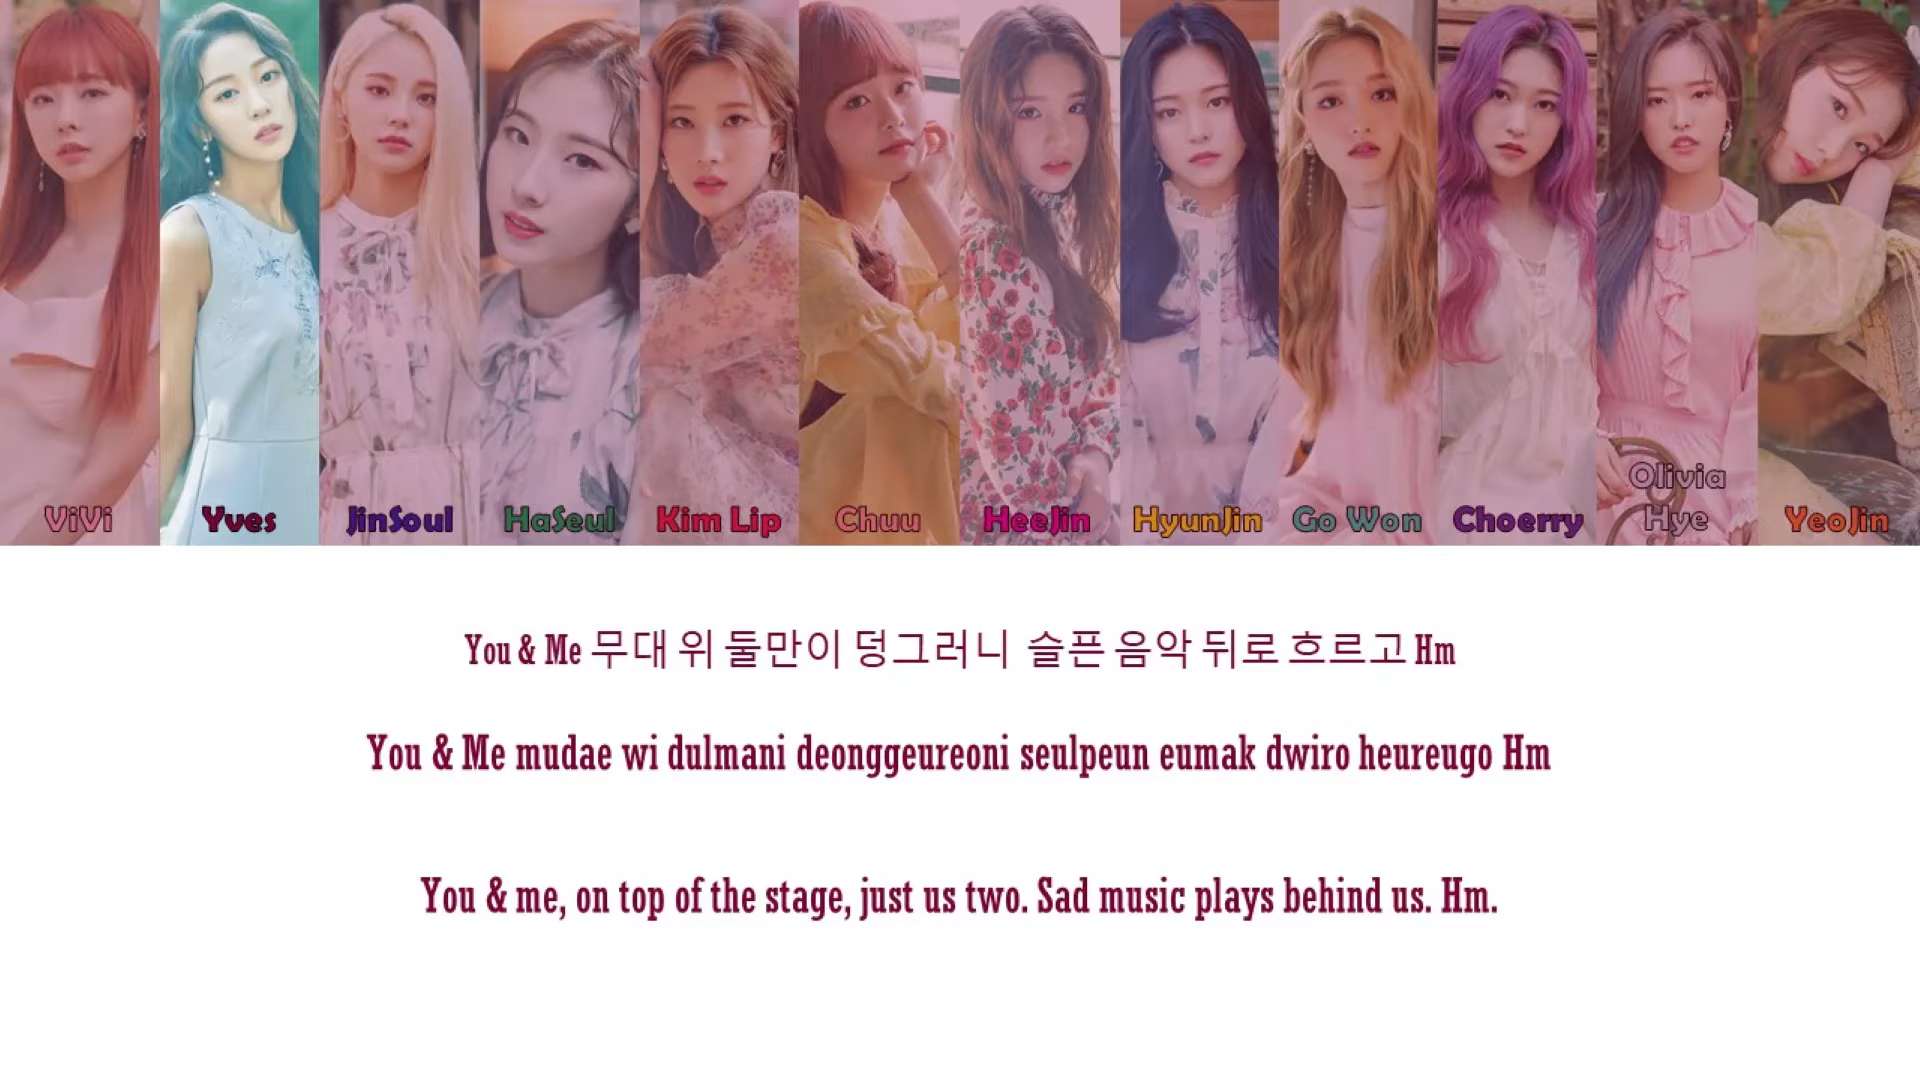 ViVi Yves JinSoul HaSeul Kim Lip Chuu HeeJin HyunJin Go Won Choerry Olivia Hye YeoJin
You & Me 무대 위 둘만이 덩그러니 슬픈 음악 뒤로 흐르고 Hm
You & Me mudae wi dulmani deonggeureoni seulpeun eumak dwiro heureugo Hm
You & me, on top of the stage, just us two. Sad music plays behind us. Hm.